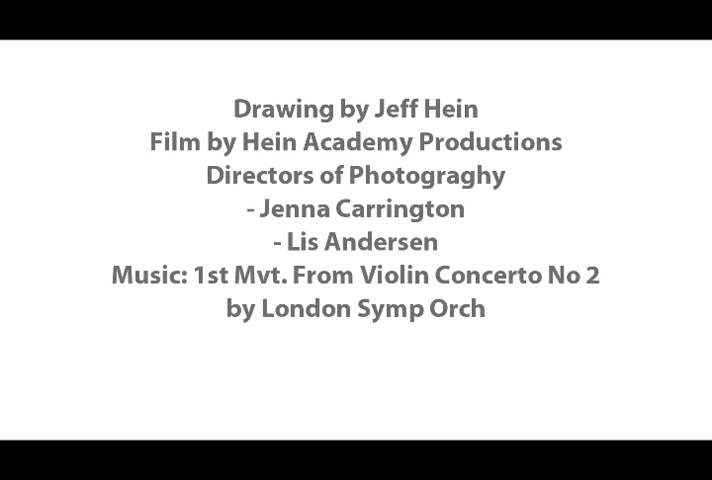 Drawing by Jeff Hein
Film by Hein Academy Productions
Directors of Photograghy
- Jenna Carrington
- Lis Andersen
Music: 1st Mvt. From Violin Concerto No 2
by London Symp Orch